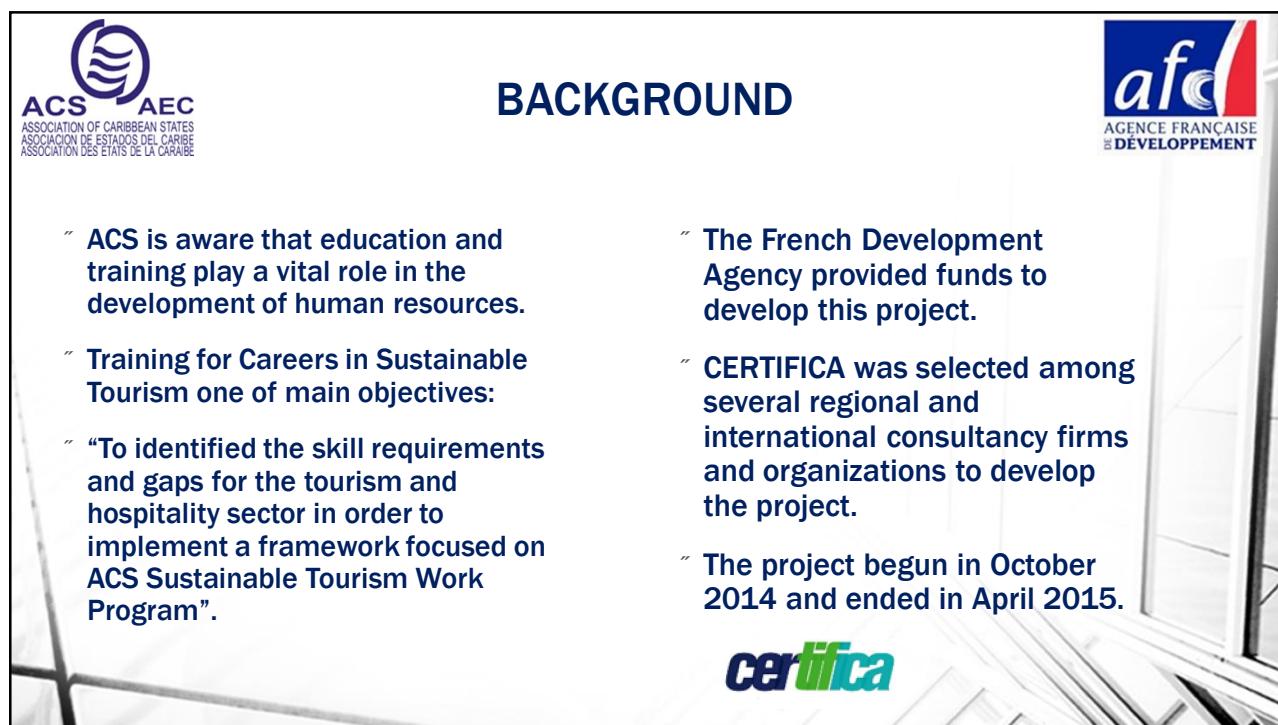 ACS AEC
ASSOCIATION OF CARIBBEAN STATES
ASOCIACION DE ESTADOS DEL CARIBE
ASSOCIATION DES ETATS DE LA CARAIBE
BACKGROUND
afd
AGENCE FRANÇAISE
DE DÉVELOPPEMENT
˝ ACS is aware that education and
training play a vital role in the
development of human resources.
˝ Training for Careers in Sustainable
Tourism one of main objectives:
˝ “To identified the skill requirements
and gaps for the tourism and
hospitality sector in order to
implement a framework focused on
ACS Sustainable Tourism Work
Program”.
˝ The French Development
Agency provided funds to
develop this project.
˝ CERTIFICA was selected among
several regional and
international consultancy firms
and organizations to develop
the project.
˝ The project begun in October
2014 and ended in April 2015.
certifica